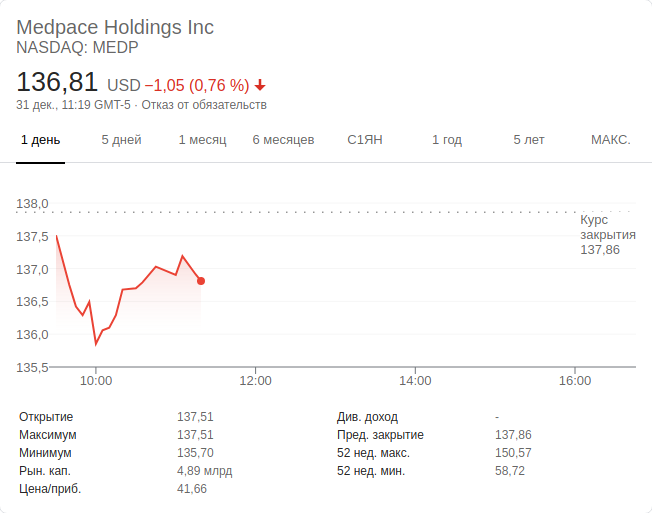 Medpace Holdings Inc
NASDAQ: MEDP
136,81 USD −1,05 (0,76 %)
31 дек., 11:19 GMT-5 · Отказ от обязательств
1 день 5 дней 1 месяц 6 месяцев С1ЯН 1 год 5 лет МАКС.
138,0
137,5
137,0
136,5
136,0
135,5
Курс
закрытия
137,86
10:00 12:00 14:00 16:00
Открытие 137,51 Див. доход -
Максимум 137,51 Пред. закрытие 137,86
Минимум 135,70 52 нед. макс. 150,57
Рын. кап. 4,89 млрд 52 нед. мин. 58,72
Цена/приб. 41,66